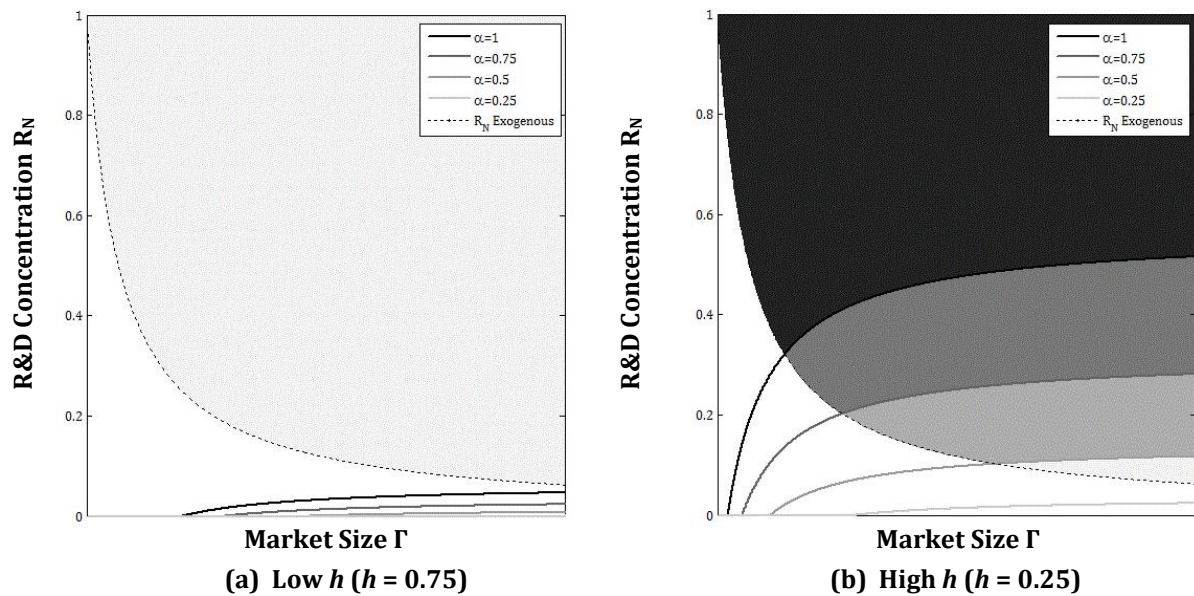 1
0.8
0.6
0.4
0.2
0
R&D Concentration R_N
α=1
α=0.75
α=0.5
α=0.25
R_N Exogenous
Market Size Γ
(a) Low h (h = 0.75)
1
0.8
0.6
0.4
0.2
0
R&D Concentration R_N
α=1
α=0.75
α=0.5
α=0.25
R_N Exogenous
Market Size Γ
(b) High h (h = 0.25)